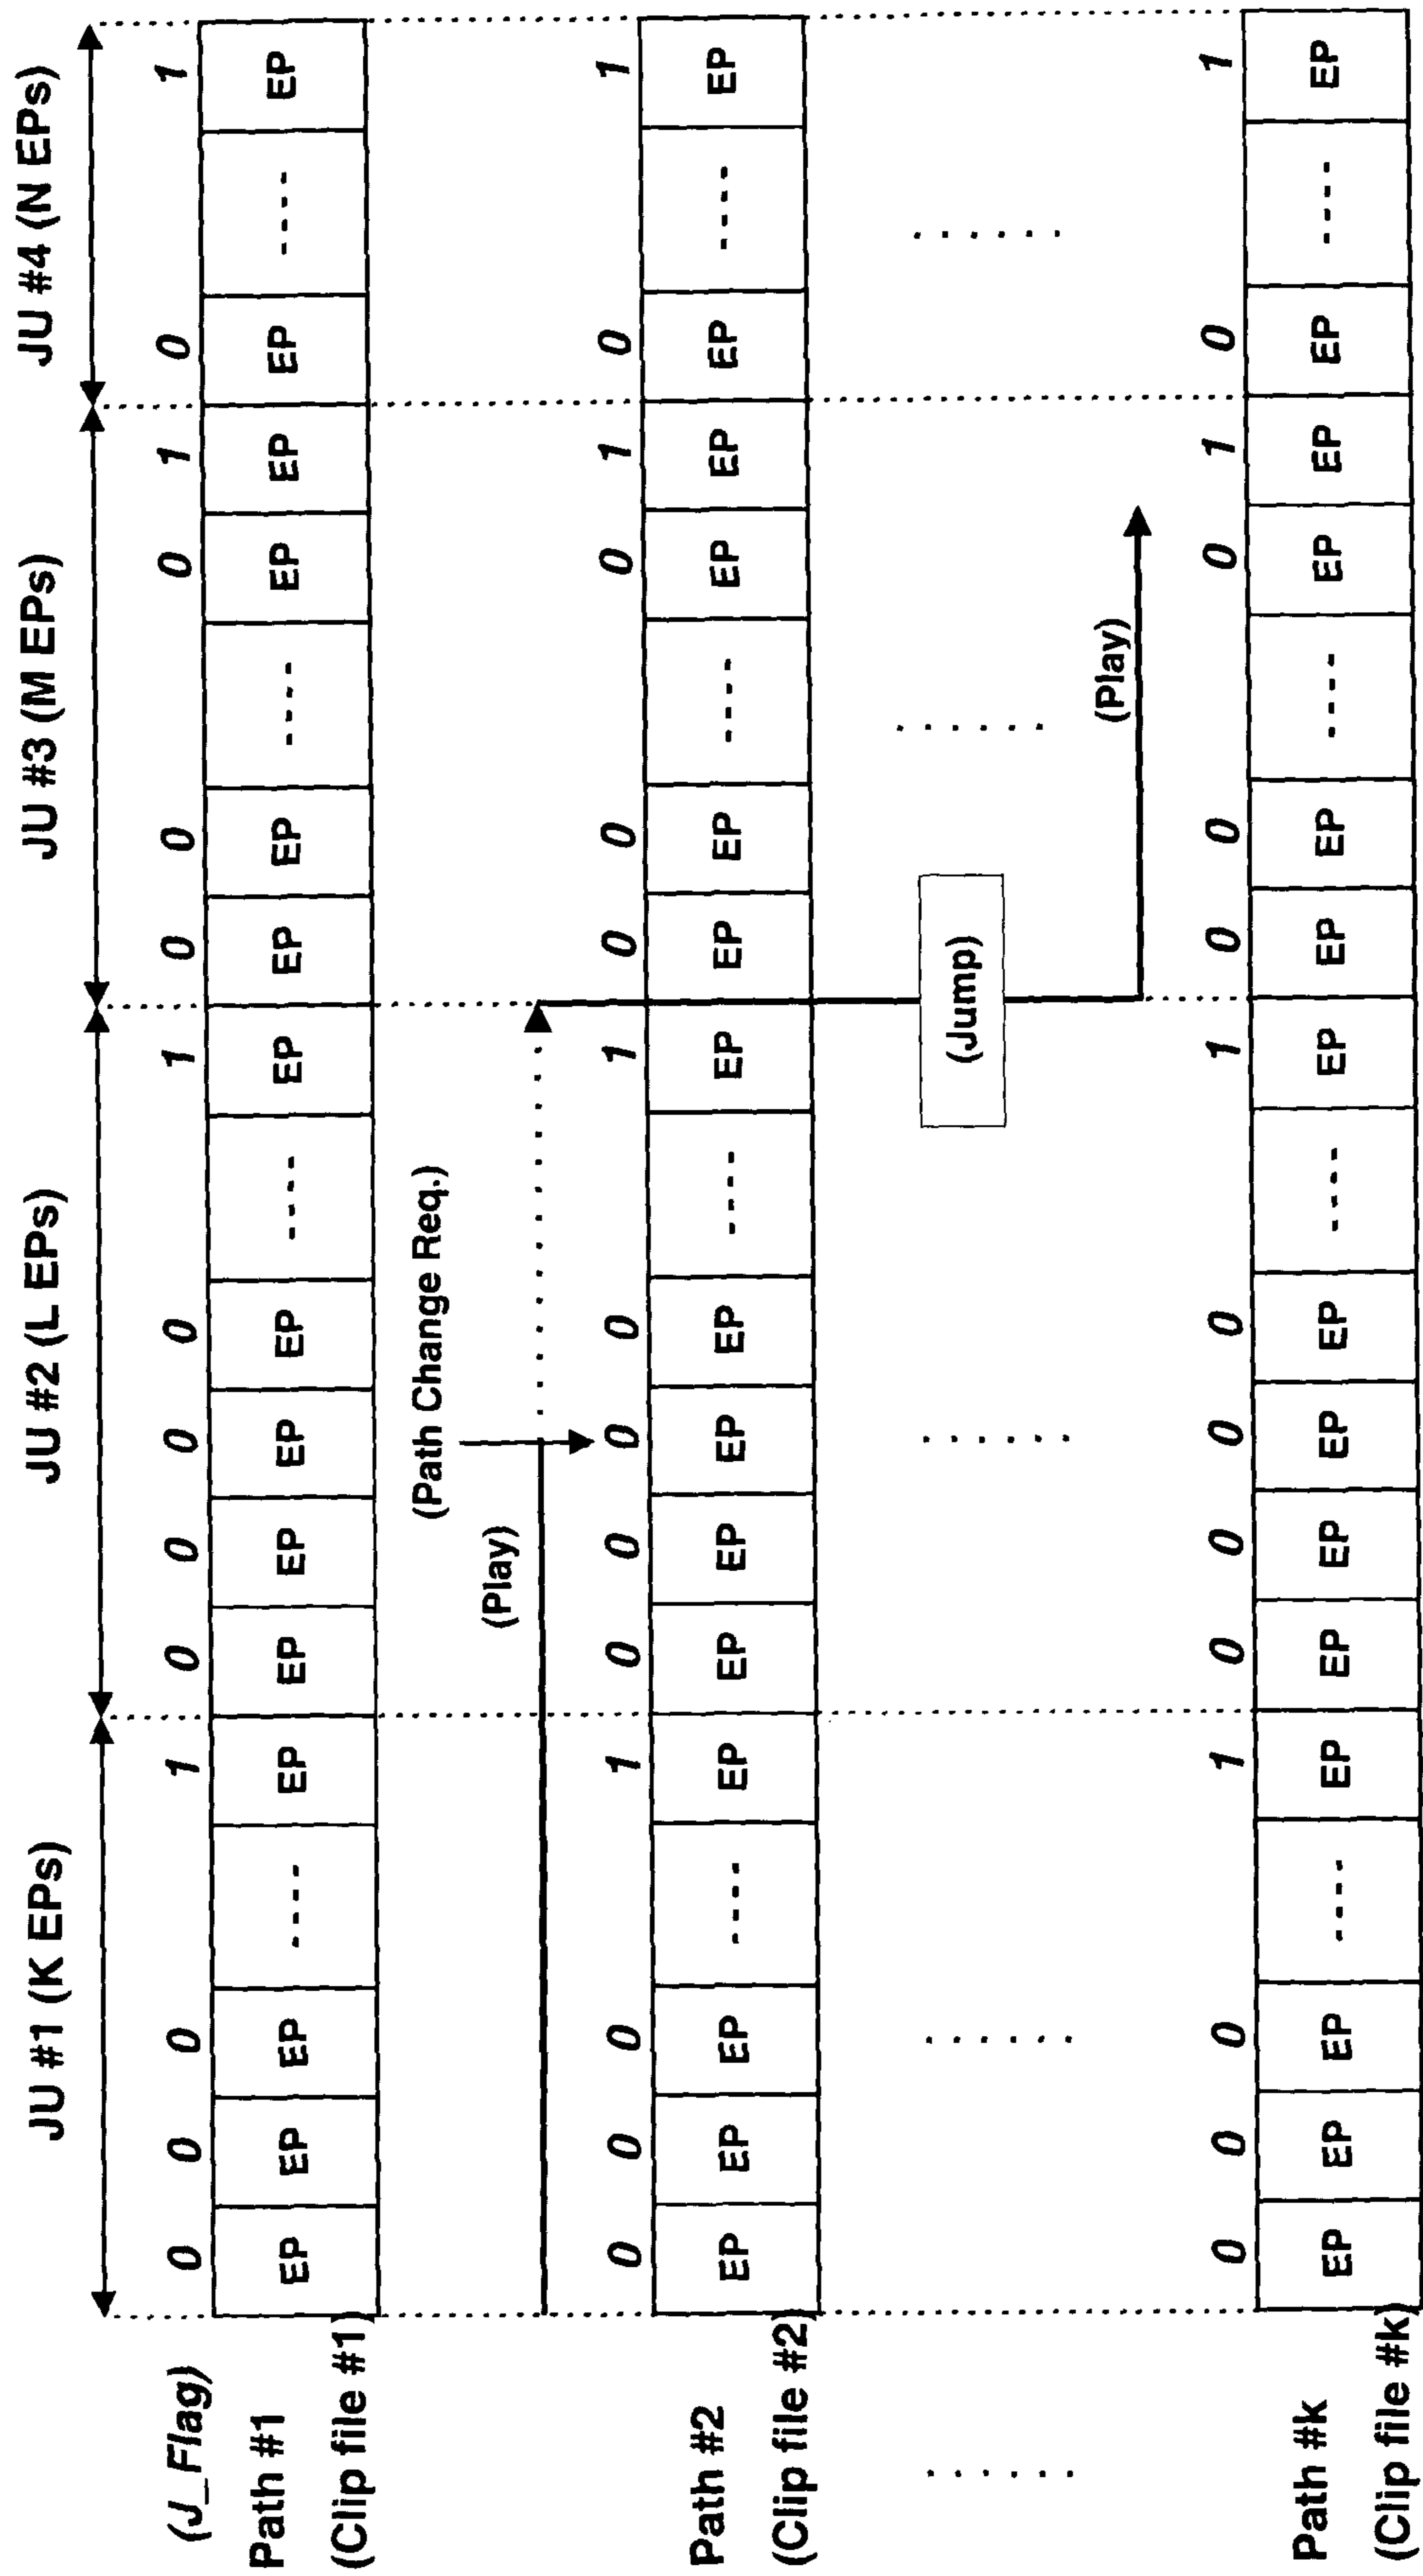 JU #1 (K EPs) JU #2 (L EPs) JU #3 (M EPs) JU #4 (N EPs)
(J_Flag) 0 0 0 1 0 0 0 0 1 0 0 0 1 0 1
Path #1 EP EP EP ---- EP EP EP EP EP ---- EP EP EP ---- EP EP EP ---- EP
(Clip file #1)
(Path Change Req.)
(Play)
0 0 0 1 0 0 0 0 1 0 0 0 1 0 1
Path #2 EP EP EP ---- EP EP EP EP EP ---- EP EP EP ---- EP EP EP ---- EP
(Clip file #2)
...... ...... ...... ...... ......
(Jump)
(Play)
0 0 0 1 0 0 0 0 1 0 0 0 1 0 1
Path #k EP EP EP ---- EP EP EP EP EP ---- EP EP EP ---- EP EP EP ---- EP
(Clip file #k)